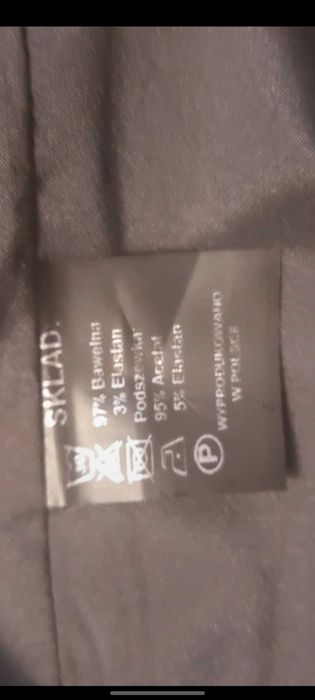 SKŁAD:
97% Bawełna
3% Elastan
Podszewka
95% Acetat
5% Elastan
P
WYPRODUKOWANO
W POLSCE